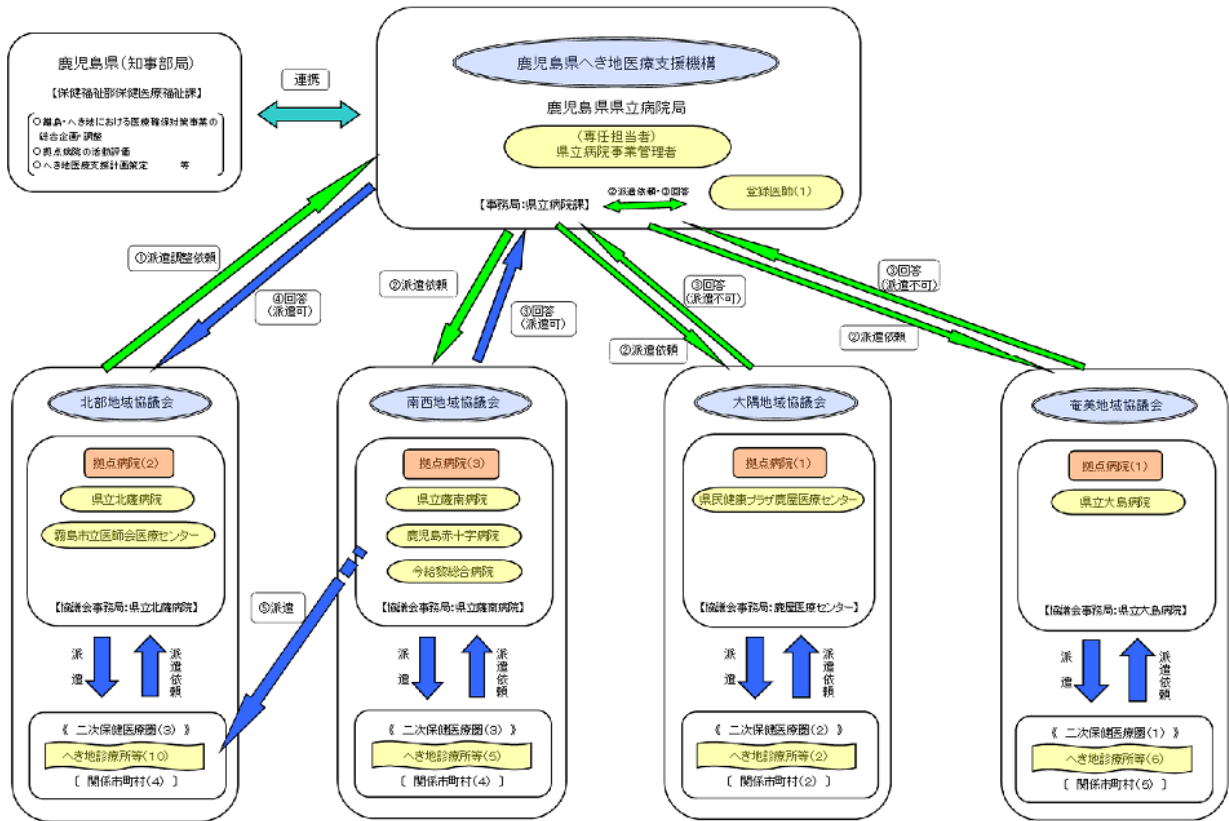 鹿児島県(知事部局)
【保健福祉部保健医療福祉課】
○離島・へき地における医療確保対策事業の
総合企画・調整
○拠点病院の活動評価
○へき地医療支援計画策定 等
連携
鹿児島県へき地医療支援機構
鹿児島県県立病院局
(専任担当者)
県立病院事業管理者
②派遣依頼・③回答
登録医師(1)
【事務局:県立病院課】
①派遣調整依頼
④回答
(派遣可)
②派遣依頼
③回答
(派遣可)
③回答
(派遣不可)
②派遣依頼
③回答
(派遣不可)
②派遣依頼
北部地域協議会
拠点病院(2)
県立北薩病院
霧島市立医師会医療センター
【協議会事務局:県立北薩病院】
派遣
派遣依頼
《 二次保健医療圏(3) 》
へき地診療所等(10)
[ 関係市町村(4) ]
⑤派遣
南西地域協議会
拠点病院(3)
県立薩南病院
鹿児島赤十字病院
今給黎総合病院
【協議会事務局:県立薩南病院】
派遣
派遣依頼
《 二次保健医療圏(3) 》
へき地診療所等(5)
[ 関係市町村(4) ]
大隅地域協議会
拠点病院(1)
県民健康プラザ鹿屋医療センター
【協議会事務局:鹿屋医療センター】
派遣
派遣依頼
《 二次保健医療圏(2) 》
へき地診療所等(2)
[ 関係市町村(2) ]
奄美地域協議会
拠点病院(1)
県立大島病院
【協議会事務局:県立大島病院】
派遣
派遣依頼
《 二次保健医療圏(1) 》
へき地診療所等(6)
[ 関係市町村(5) ]